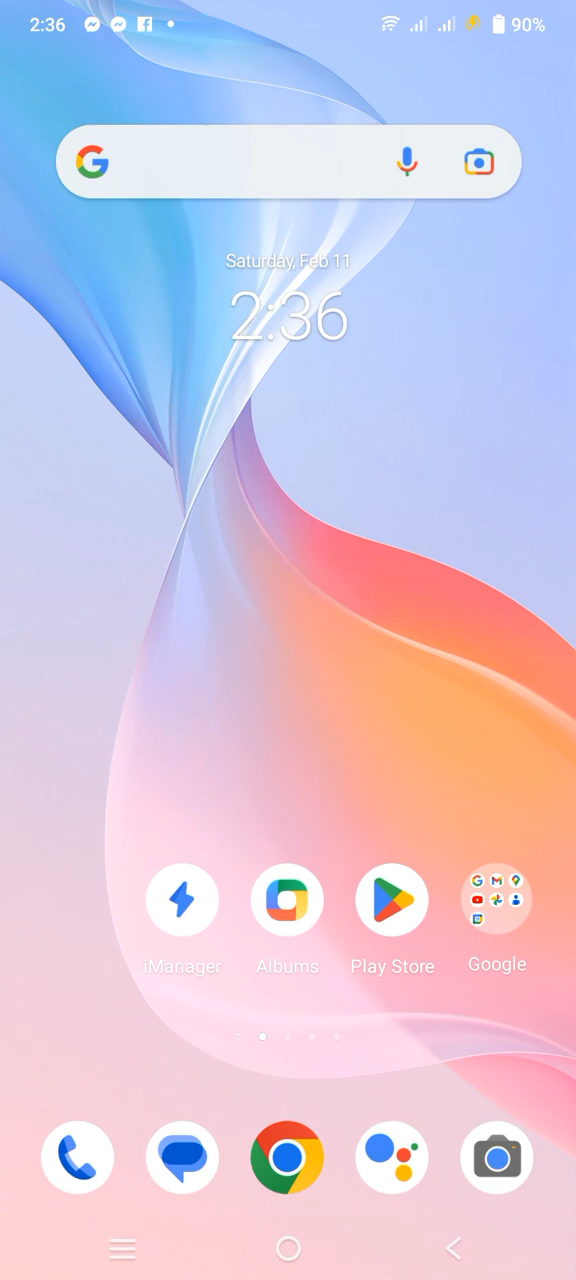 2:36
90%
Saturday, Feb 11
2:36
iManager
Albums
Play Store
Google